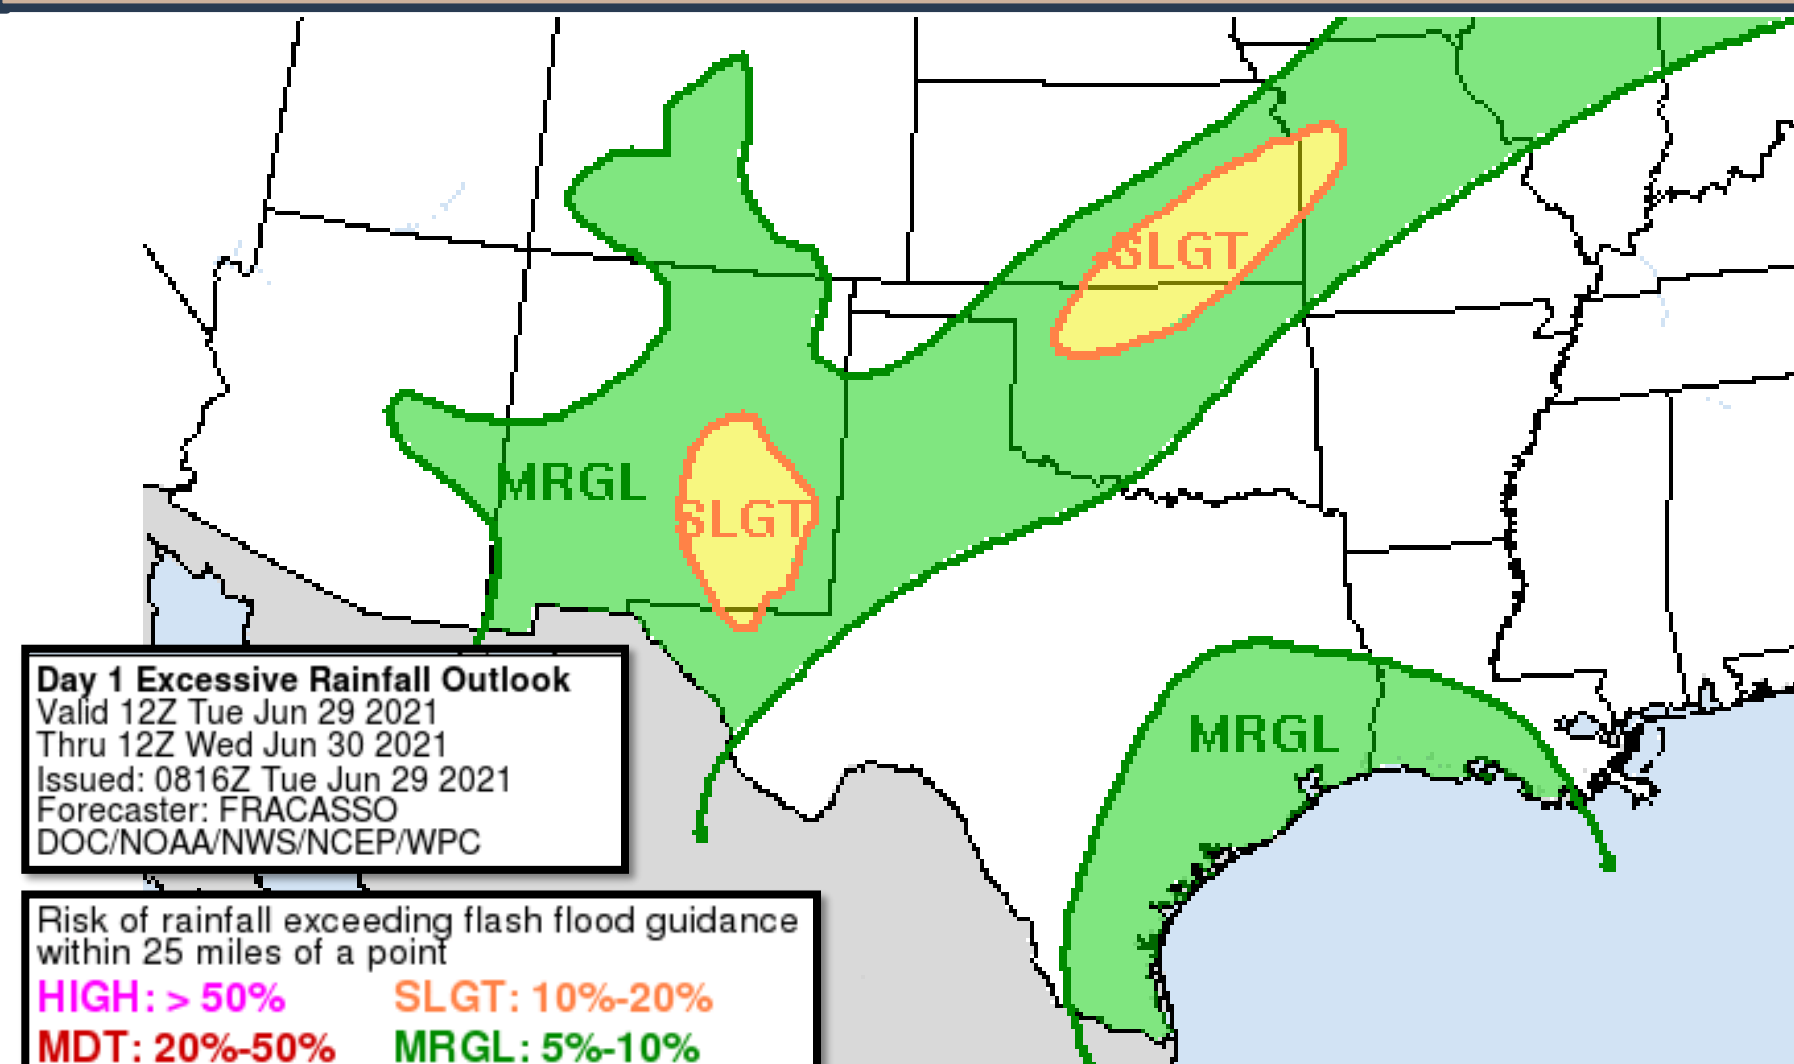 SLGT
MRGL
SLGT
MRGL
Day 1 Excessive Rainfall Outlook
Valid 12Z Tue Jun 29 2021
Thru 12Z Wed Jun 30 2021
Issued: 0816Z Tue Jun 29 2021
Forecaster: FRACASSO
DOC/NOAA/NWS/NCEP/WPC
Risk of rainfall exceeding flash flood guidance
within 25 miles of a point
HIGH: > 50% SLGT: 10%-20%
MDT: 20%-50% MRGL: 5%-10%